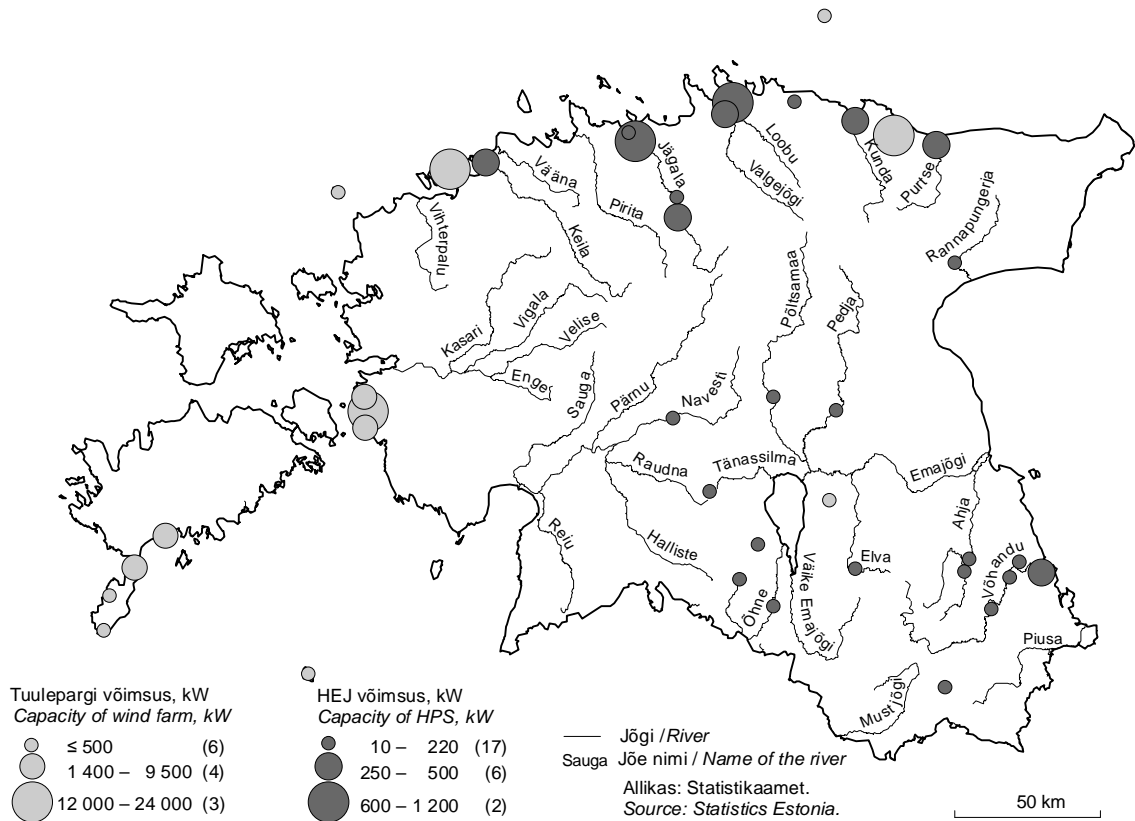 Loobu
Kunda
Jägala
Vääna
Valgejõgi
Purtse
Pirita
Vihterpalu
Keila
Rannapungerja
Põltsamaa
Pedja
Vigala
Kasari
Velise
Enge
Sauga
Pärnu
Navesti
Raudna
Tänassilma
Emajõgi
Reiu
Halliste
Ahja
Elva
Võhandu
Õhne
Väike Emajõgi
Piusa
Mustjõgi
Tuulepargi võimsus, kW
Capacity of wind farm, kW
≤ 500 (6)
1 400 – 9 500 (4)
12 000 – 24 000 (3)
HEJ võimsus, kW
Capacity of HPS, kW
10 – 220 (17)
250 – 500 (6)
600 – 1 200 (2)
Jõgi / River
Sauga Jõe nimi / Name of the river
Allikas: Statistikaamet.
Source: Statistics Estonia.
50 km